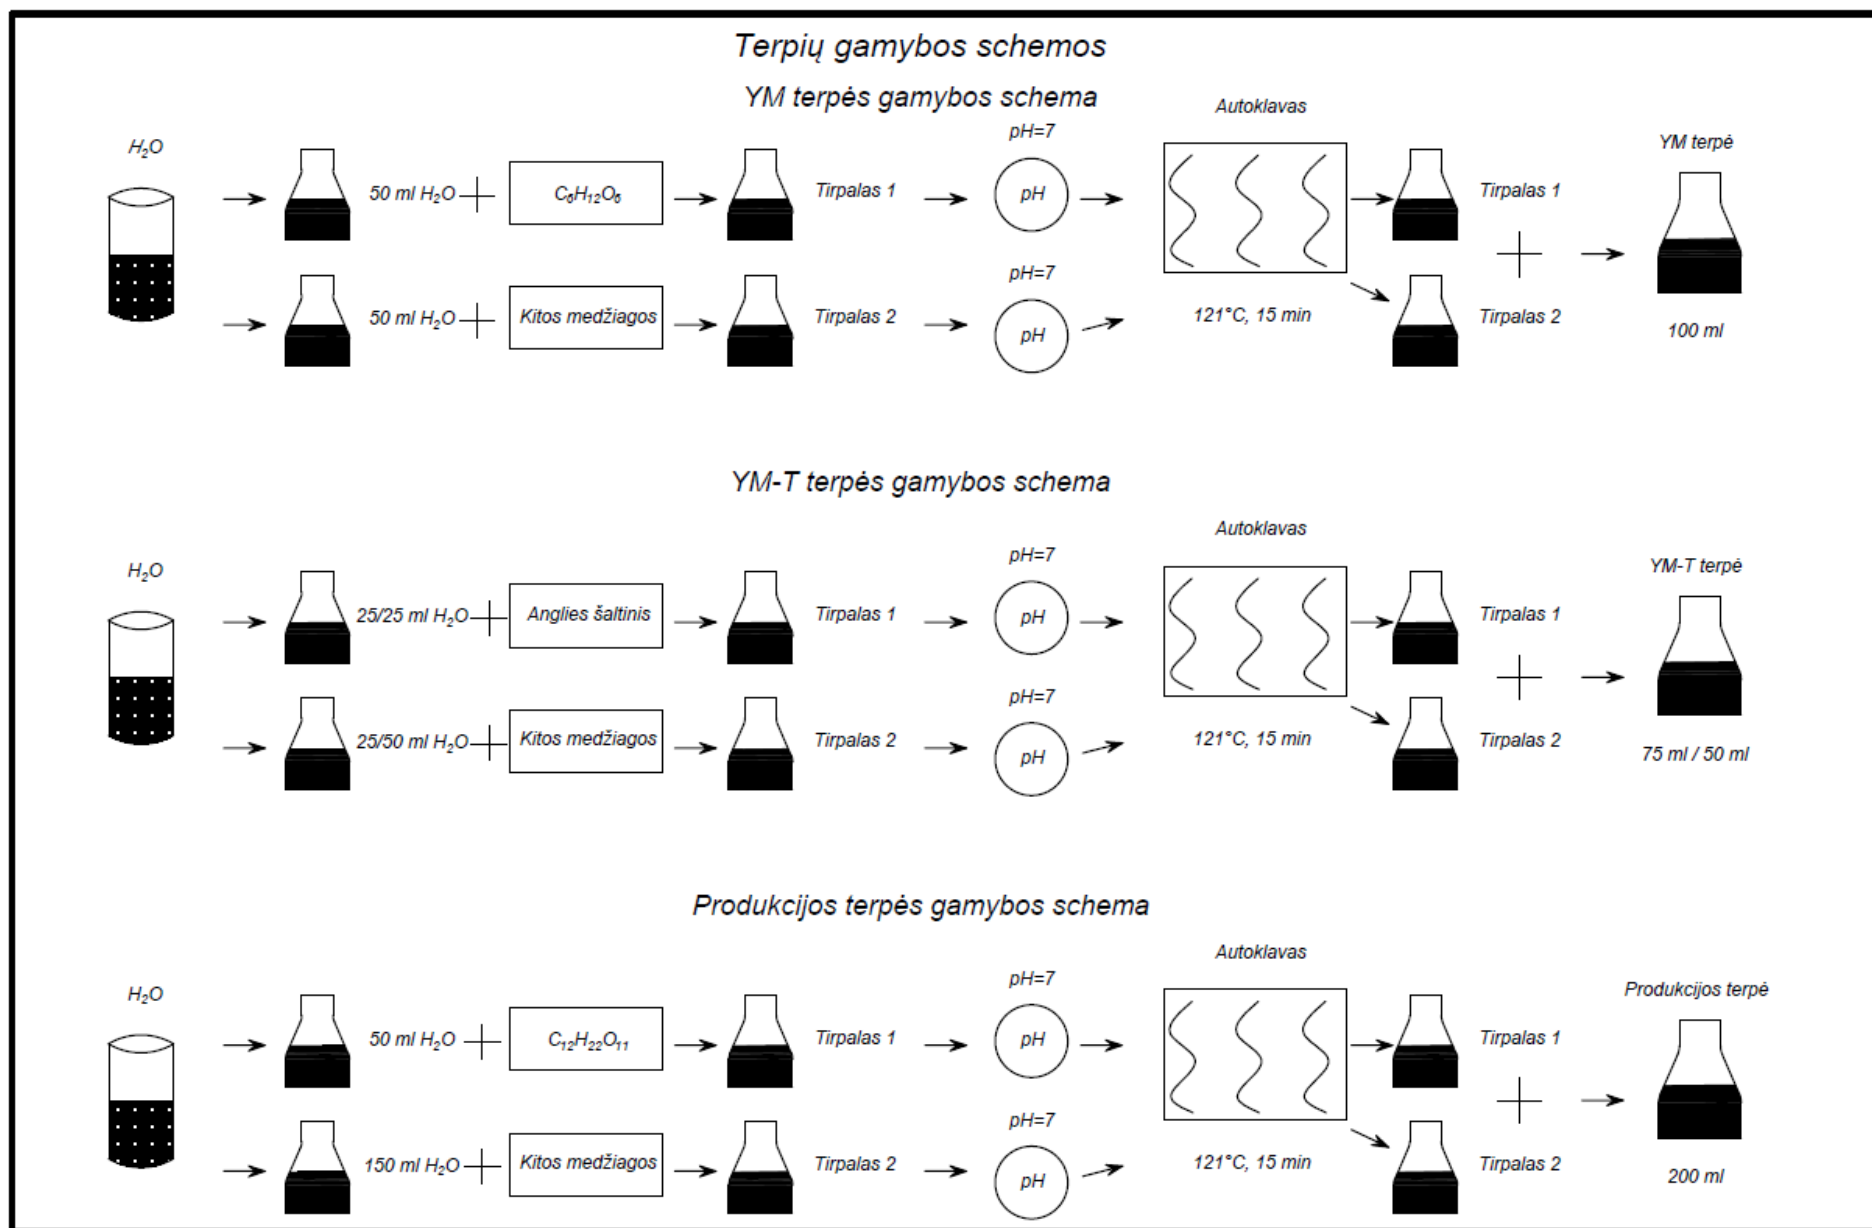 Terpių gamybos schemos
YM terpės gamybos schema
H₂O
50 ml H₂O
C₆H₁₂O₆
Tirpalas 1
pH=7
pH
Autoklavas
Tirpalas 1
YM terpė
50 ml H₂O
Kitos medžiagos
Tirpalas 2
pH=7
pH
121°C, 15 min
Tirpalas 2
100 ml
YM-T terpės gamybos schema
H₂O
25/25 ml H₂O
Anglies šaltinis
Tirpalas 1
pH=7
pH
Autoklavas
Tirpalas 1
YM-T terpė
25/50 ml H₂O
Kitos medžiagos
Tirpalas 2
pH=7
pH
121°C, 15 min
Tirpalas 2
75 ml / 50 ml
Produkcijos terpės gamybos schema
H₂O
50 ml H₂O
C₁₂H₂₂O₁₁
Tirpalas 1
pH=7
pH
Autoklavas
Tirpalas 1
Produkcijos terpė
150 ml H₂O
Kitos medžiagos
Tirpalas 2
pH=7
pH
121°C, 15 min
Tirpalas 2
200 ml